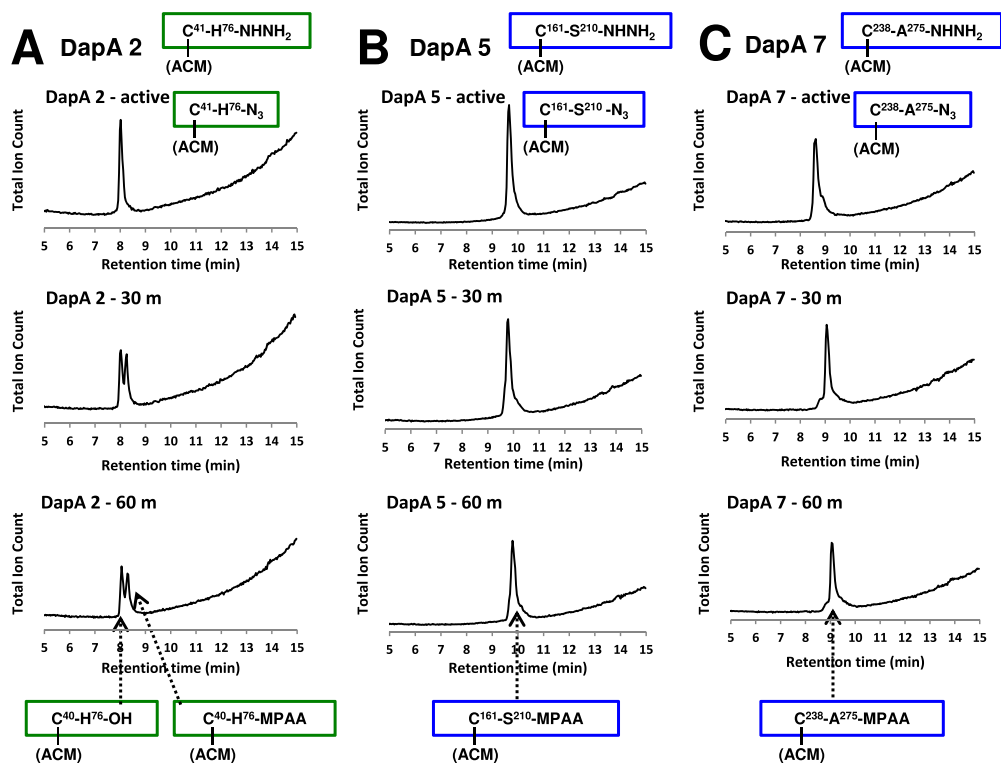 A DapA 2
C⁴¹-H⁷⁶-NHNH₂
(ACM)
DapA 2 - active
C⁴¹-H⁷⁶-N₃
(ACM)
Total Ion Count
5 6 7 8 9 10 11 12 13 14 15
Retention time (min)
DapA 2 - 30 m
Total Ion Count
5 6 7 8 9 10 11 12 13 14 15
Retention time (min)
DapA 2 - 60 m
Total Ion Count
5 6 7 8 9 10 11 12 13 14 15
Retention time (min)
C⁴⁰-H⁷⁶-OH
(ACM)
C⁴⁰-H⁷⁶-MPAA
(ACM)
B DapA 5
C¹⁶¹-S²¹⁰-NHNH₂
(ACM)
DapA 5 - active
C¹⁶¹-S²¹⁰-N₃
(ACM)
Total Ion Count
5 6 7 8 9 10 11 12 13 14 15
Retention time (min)
DapA 5 - 30 m
Total Ion Count
5 6 7 8 9 10 11 12 13 14 15
Retention time (min)
DapA 5 - 60 m
Total Ion Count
5 6 7 8 9 10 11 12 13 14 15
Retention time (min)
C¹⁶¹-S²¹⁰-MPAA
(ACM)
C DapA 7
C²³⁸-A²⁷⁵-NHNH₂
(ACM)
DapA 7 - active
C²³⁸-A²⁷⁵-N₃
(ACM)
Total Ion Count
5 6 7 8 9 10 11 12 13 14 15
Retention time (min)
DapA 7 - 30 m
Total Ion Count
5 6 7 8 9 10 11 12 13 14 15
Retention time (min)
DapA 7 - 60 m
Total Ion Count
5 6 7 8 9 10 11 12 13 14 15
Retention time (min)
C²³⁸-A²⁷⁵-MPAA
(ACM)